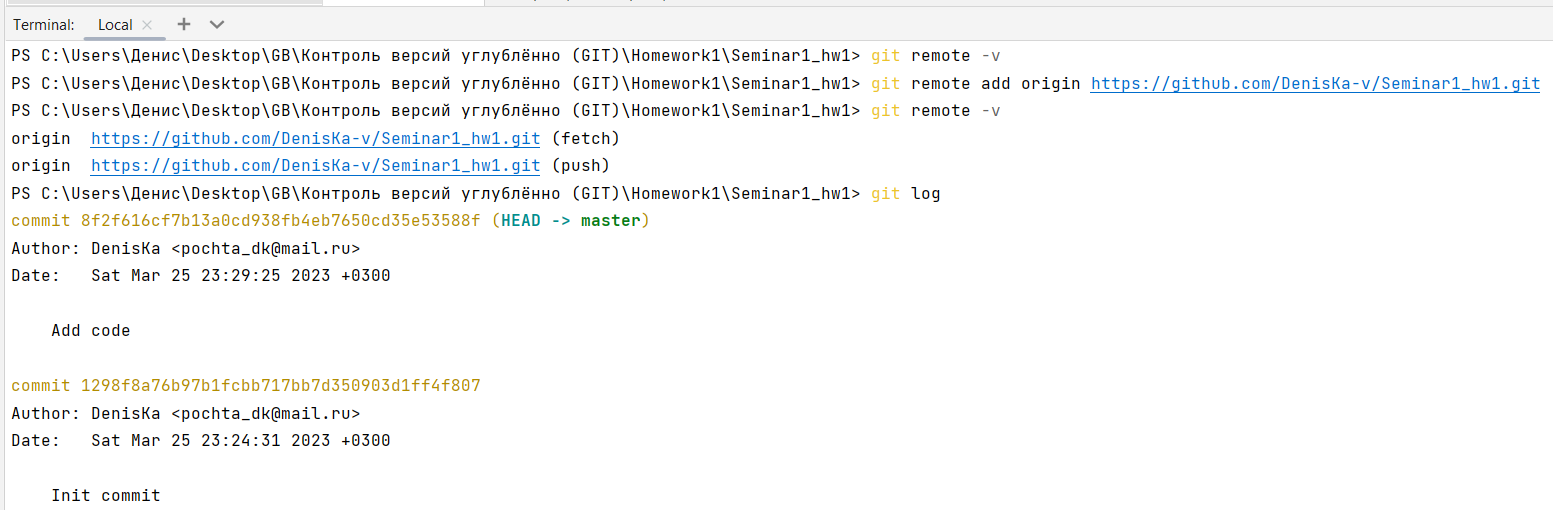 Terminal: Local
PS C:\Users\Денис\Desktop\GB\Контроль версий углублённо (GIT)\Homework1\Seminar1_hw1> git remote -v
PS C:\Users\Денис\Desktop\GB\Контроль версий углублённо (GIT)\Homework1\Seminar1_hw1> git remote add origin https://github.com/DenisKa-v/Seminar1_hw1.git
PS C:\Users\Денис\Desktop\GB\Контроль версий углублённо (GIT)\Homework1\Seminar1_hw1> git remote -v
origin  https://github.com/DenisKa-v/Seminar1_hw1.git (fetch)
origin  https://github.com/DenisKa-v/Seminar1_hw1.git (push)
PS C:\Users\Денис\Desktop\GB\Контроль версий углублённо (GIT)\Homework1\Seminar1_hw1> git log
commit 8f2f616cf7b13a0cd938fb4eb7650cd35e53588f (HEAD -> master)
Author: DenisKa <pochta_dk@mail.ru>
Date:   Sat Mar 25 23:29:25 2023 +0300
    Add code
commit 1298f8a76b97b1fcbb717bb7d350903d1ff4f807
Author: DenisKa <pochta_dk@mail.ru>
Date:   Sat Mar 25 23:24:31 2023 +0300
    Init commit